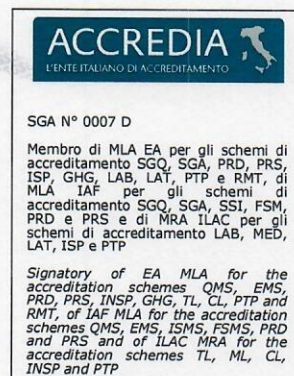 ACCREDIA
L'ENTE ITALIANO DI ACCREDITAMENTO
SGA N° 0007 D
Membro di MLA EA per gli schemi di
accreditamento SGQ, SGA, PRD, PRS,
ISP, GHG, LAB, LAT, PTP e RMT, di
MLA IAF per gli schemi di
accreditamento SGQ, SGA, SSI, FSM,
PRD e PRS e di MRA ILAC per gli
schemi di accreditamento LAB, MED,
LAT, ISP e PTP
Signatory of EA MLA for the
accreditation schemes QMS, EMS,
PRD, PRS, INSP, GHG, TL, CL, PTP and
RMT, of IAF MLA for the accreditation
schemes QMS, EMS, ISMS, FSMS, PRD
and PRS and of ILAC MRA for the
accreditation schemes TL, ML, CL,
INSP and PTP